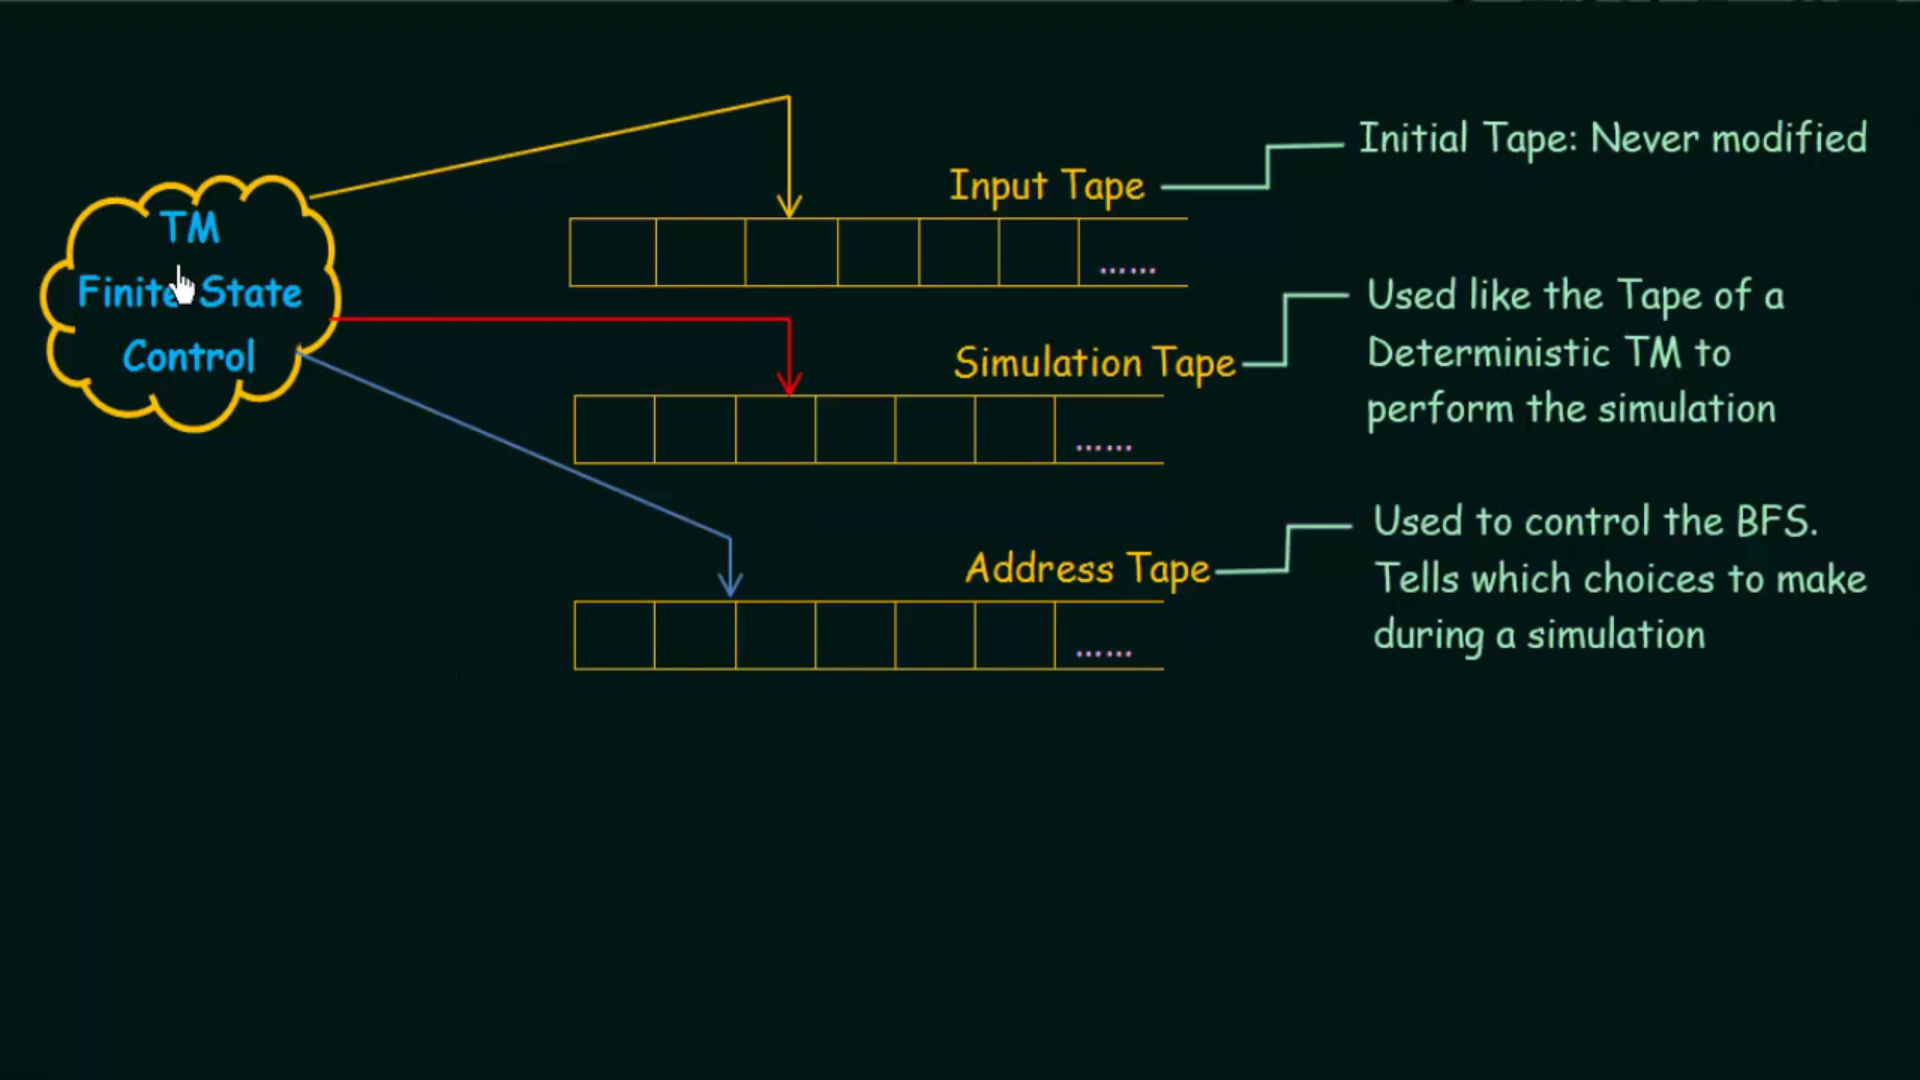 TM
Finite State
Control
Input Tape
Initial Tape: Never modified
......
Simulation Tape
Used like the Tape of a
Deterministic TM to
perform the simulation
......
Address Tape
Used to control the BFS.
Tells which choices to make
during a simulation
......